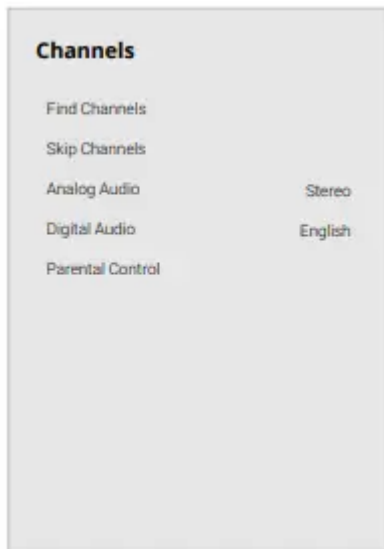 Channels
Find Channels
Skip Channels
Analog Audio Stereo
Digital Audio English
Parental Control